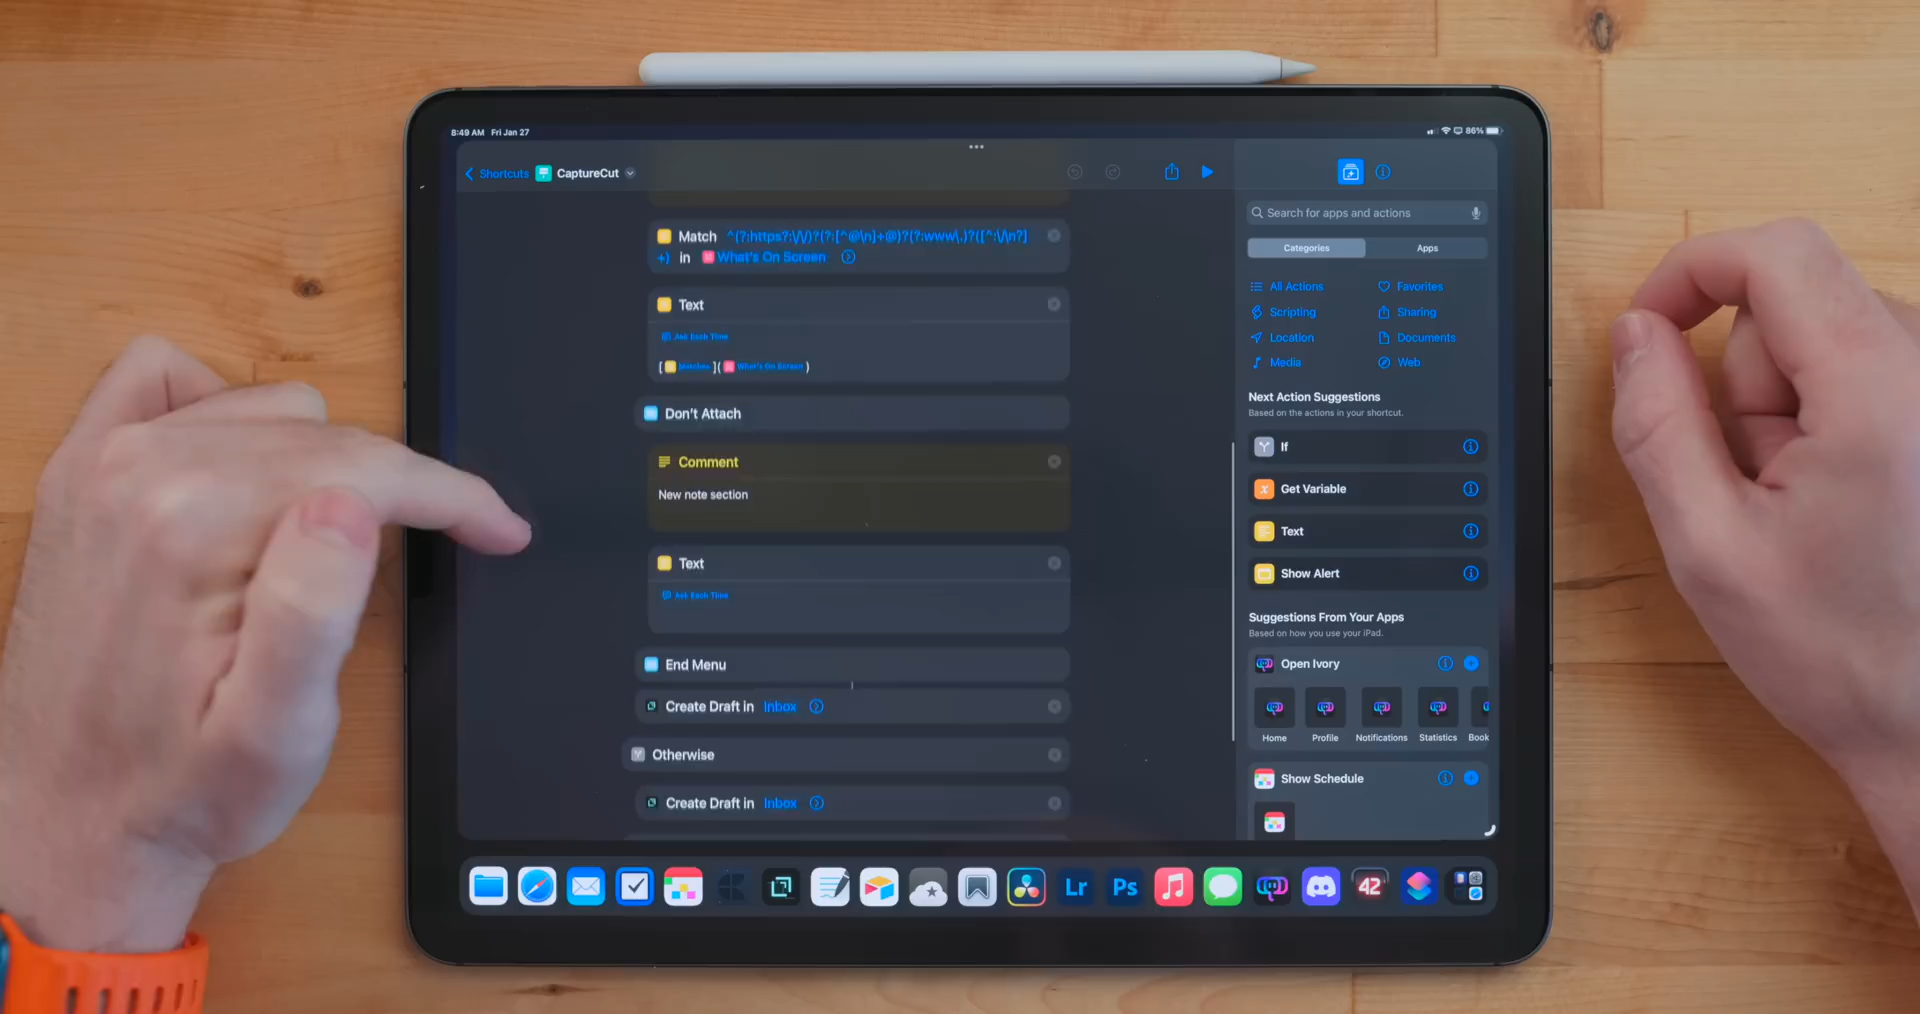 8:49 AM Fri Jan 27
86%
Shortcuts
CaptureCut
Match ^(?:https?:\/\/)?(?:[^@\n]+@)?(?:www\.)?([^:\/\n?]
+) in What's On Screen
Text
Ask Each Time
[ Matches ]( What's On Screen )
Don't Attach
Comment
New note section
Text
Ask Each Time
End Menu
Create Draft in Inbox
Otherwise
Create Draft in Inbox
Search for apps and actions
Categories
Apps
All Actions
Favorites
Scripting
Sharing
Location
Documents
Media
Web
Next Action Suggestions
Based on the actions in your shortcut.
If
Get Variable
Text
Show Alert
Suggestions From Your Apps
Based on how you use your iPad.
Open Ivory
Home
Profile
Notifications
Statistics
Book
Show Schedule
Lr
Ps
42